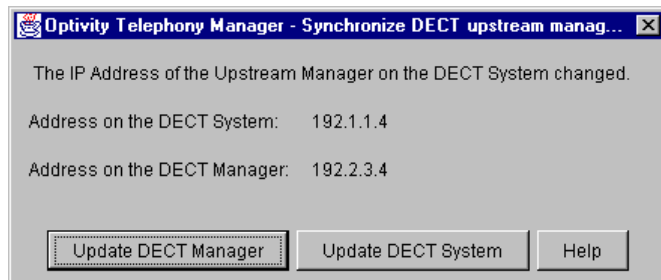 Optivity Telephony Manager - Synchronize DECT upstream manag...
The IP Address of the Upstream Manager on the DECT System changed.
Address on the DECT System: 192.1.1.4
Address on the DECT Manager: 192.2.3.4
Update DECT Manager Update DECT System Help